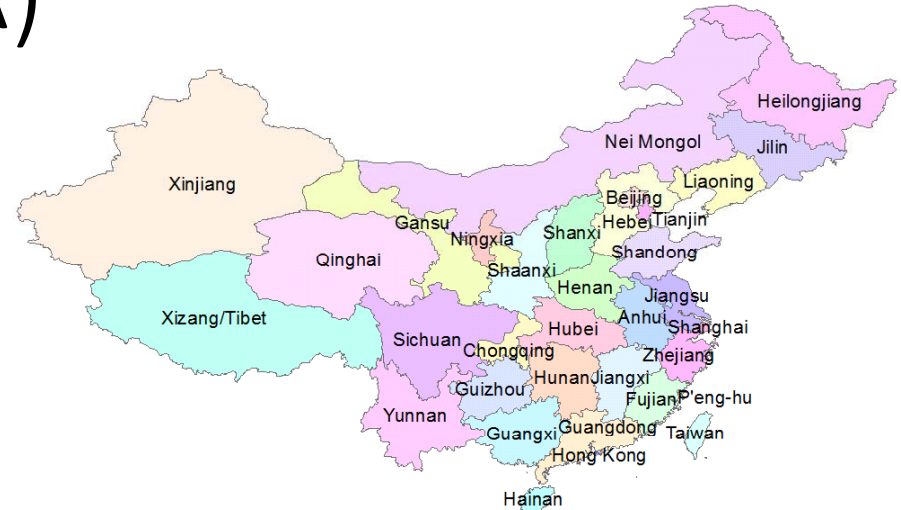 A)
Heilongjiang
Nei Mongol
Jilin
Xinjiang
Liaoning
Beijing
Gansu
Hebei
Tianjin
Ningxia
Shanxi
Shandong
Qinghai
Shaanxi
Henan
Jiangsu
Xizang/Tibet
Anhui
Shanghai
Hubei
Sichuan
Chongqing
Zhejiang
Hunan
Jiangxi
Guizhou
Fujian
P'eng-hu
Yunnan
Guangxi
Guangdong
Taiwan
Hong Kong
Hainan